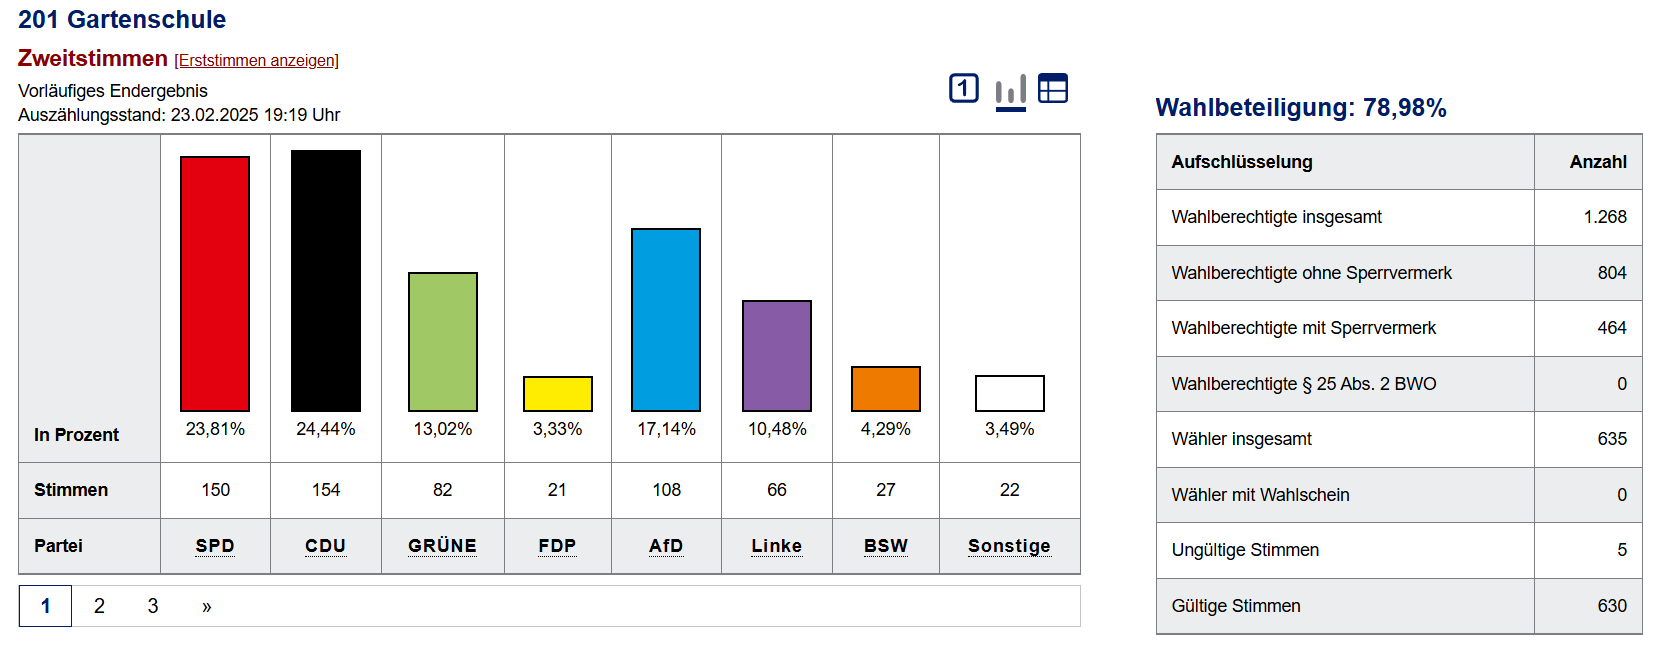 201 Gartenschule
Zweitstimmen [Erststimmen anzeigen]
Vorläufiges Endergebnis
Auszählungsstand: 23.02.2025 19:19 Uhr
1
In Prozent 23,81% 24,44% 13,02% 3,33% 17,14% 10,48% 4,29% 3,49%
Stimmen 150 154 82 21 108 66 27 22
Partei SPD CDU GRÜNE FDP AfD Linke BSW Sonstige
1 2 3 »
Wahlbeteiligung: 78,98%
Aufschlüsselung Anzahl
Wahlberechtigte insgesamt 1.268
Wahlberechtigte ohne Sperrvermerk 804
Wahlberechtigte mit Sperrvermerk 464
Wahlberechtigte § 25 Abs. 2 BWO 0
Wähler insgesamt 635
Wähler mit Wahlschein 0
Ungültige Stimmen 5
Gültige Stimmen 630